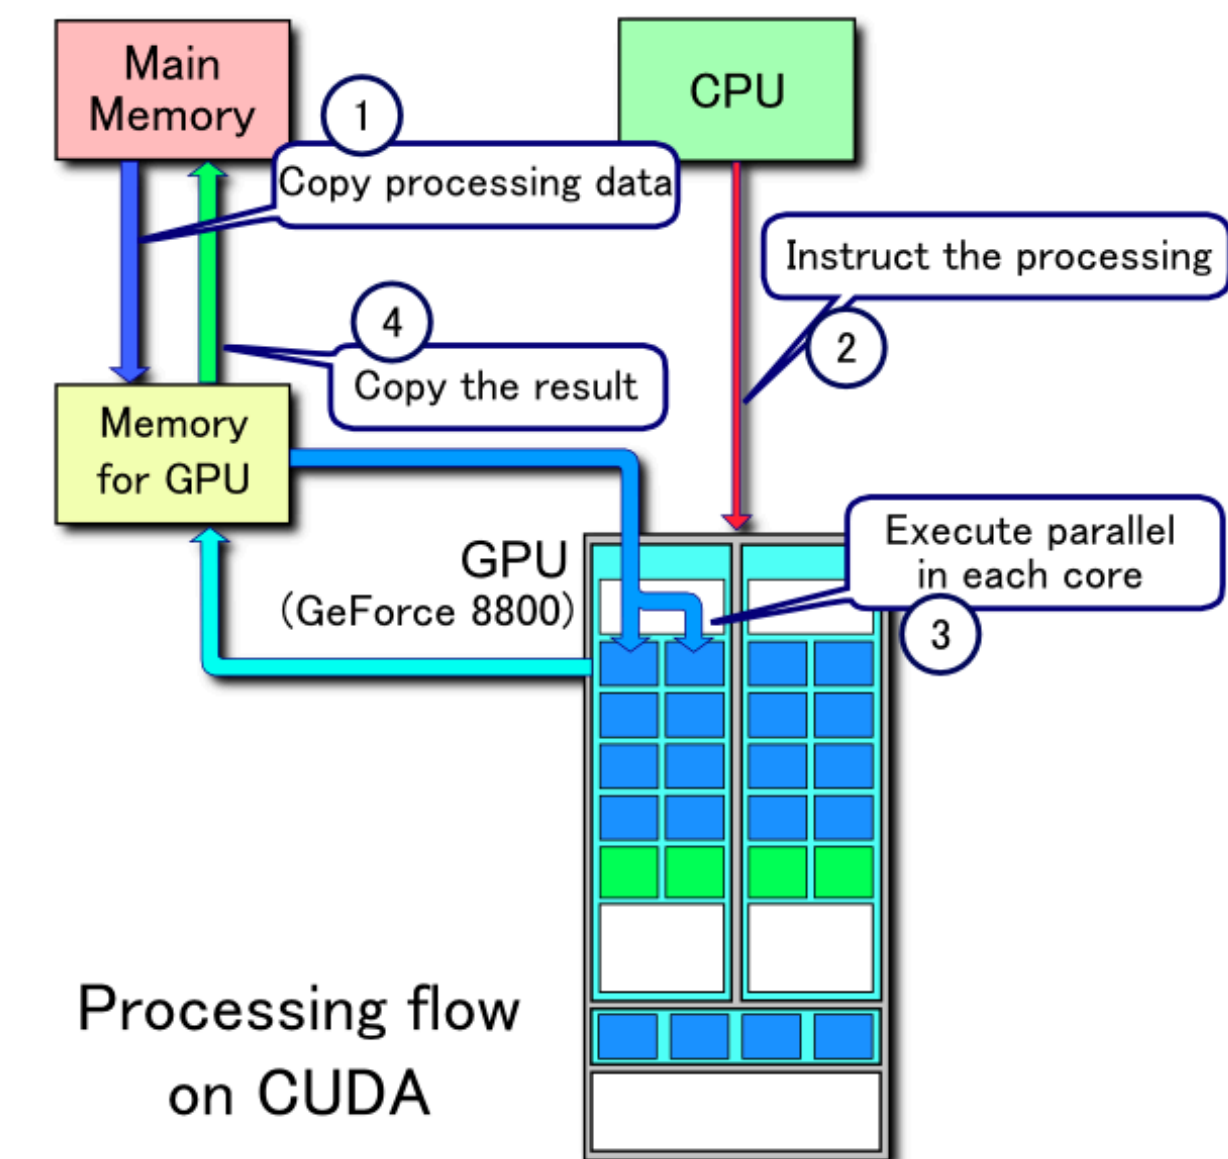 Main
Memory
CPU
1
Copy processing data
Instruct the processing
2
4
Copy the result
Memory
for GPU
GPU
(GeForce 8800)
Execute parallel
in each core
3
Processing flow
on CUDA